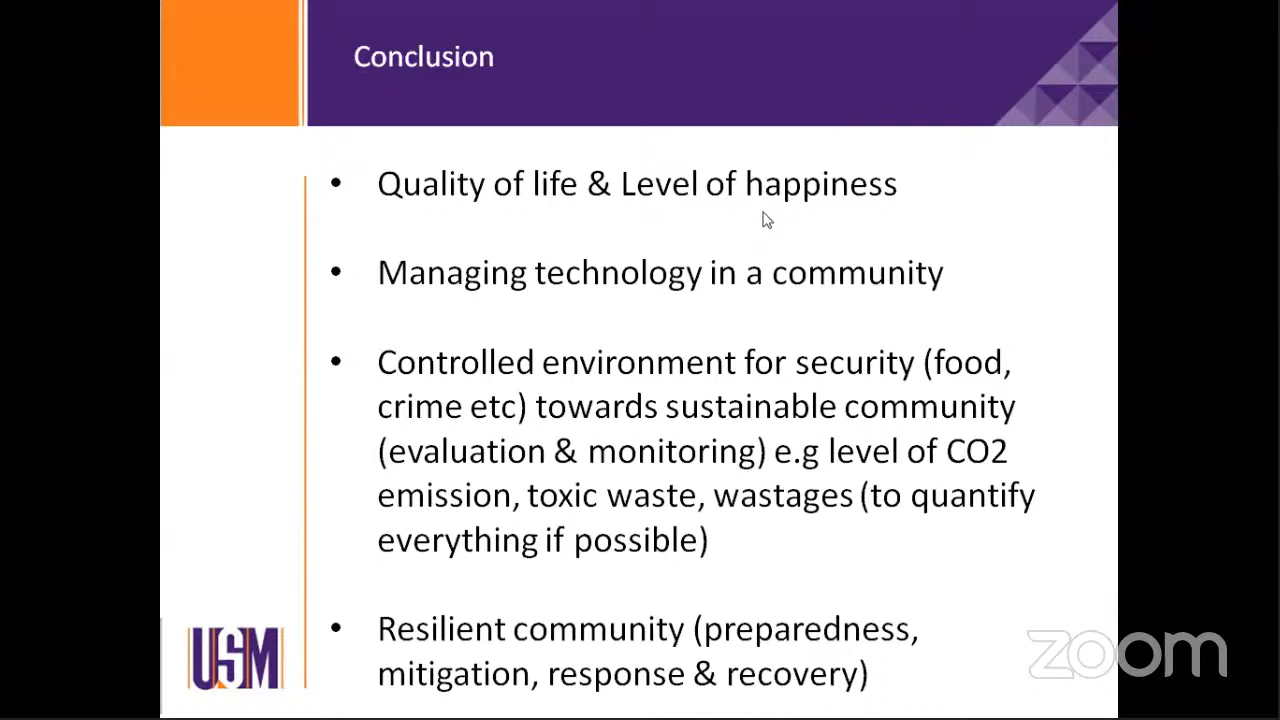 Conclusion
• Quality of life & Level of happiness
• Managing technology in a community
• Controlled environment for security (food,
crime etc) towards sustainable community
(evaluation & monitoring) e.g level of CO2
emission, toxic waste, wastages (to quantify
everything if possible)
• Resilient community (preparedness,
mitigation, response & recovery)
USM
zoom